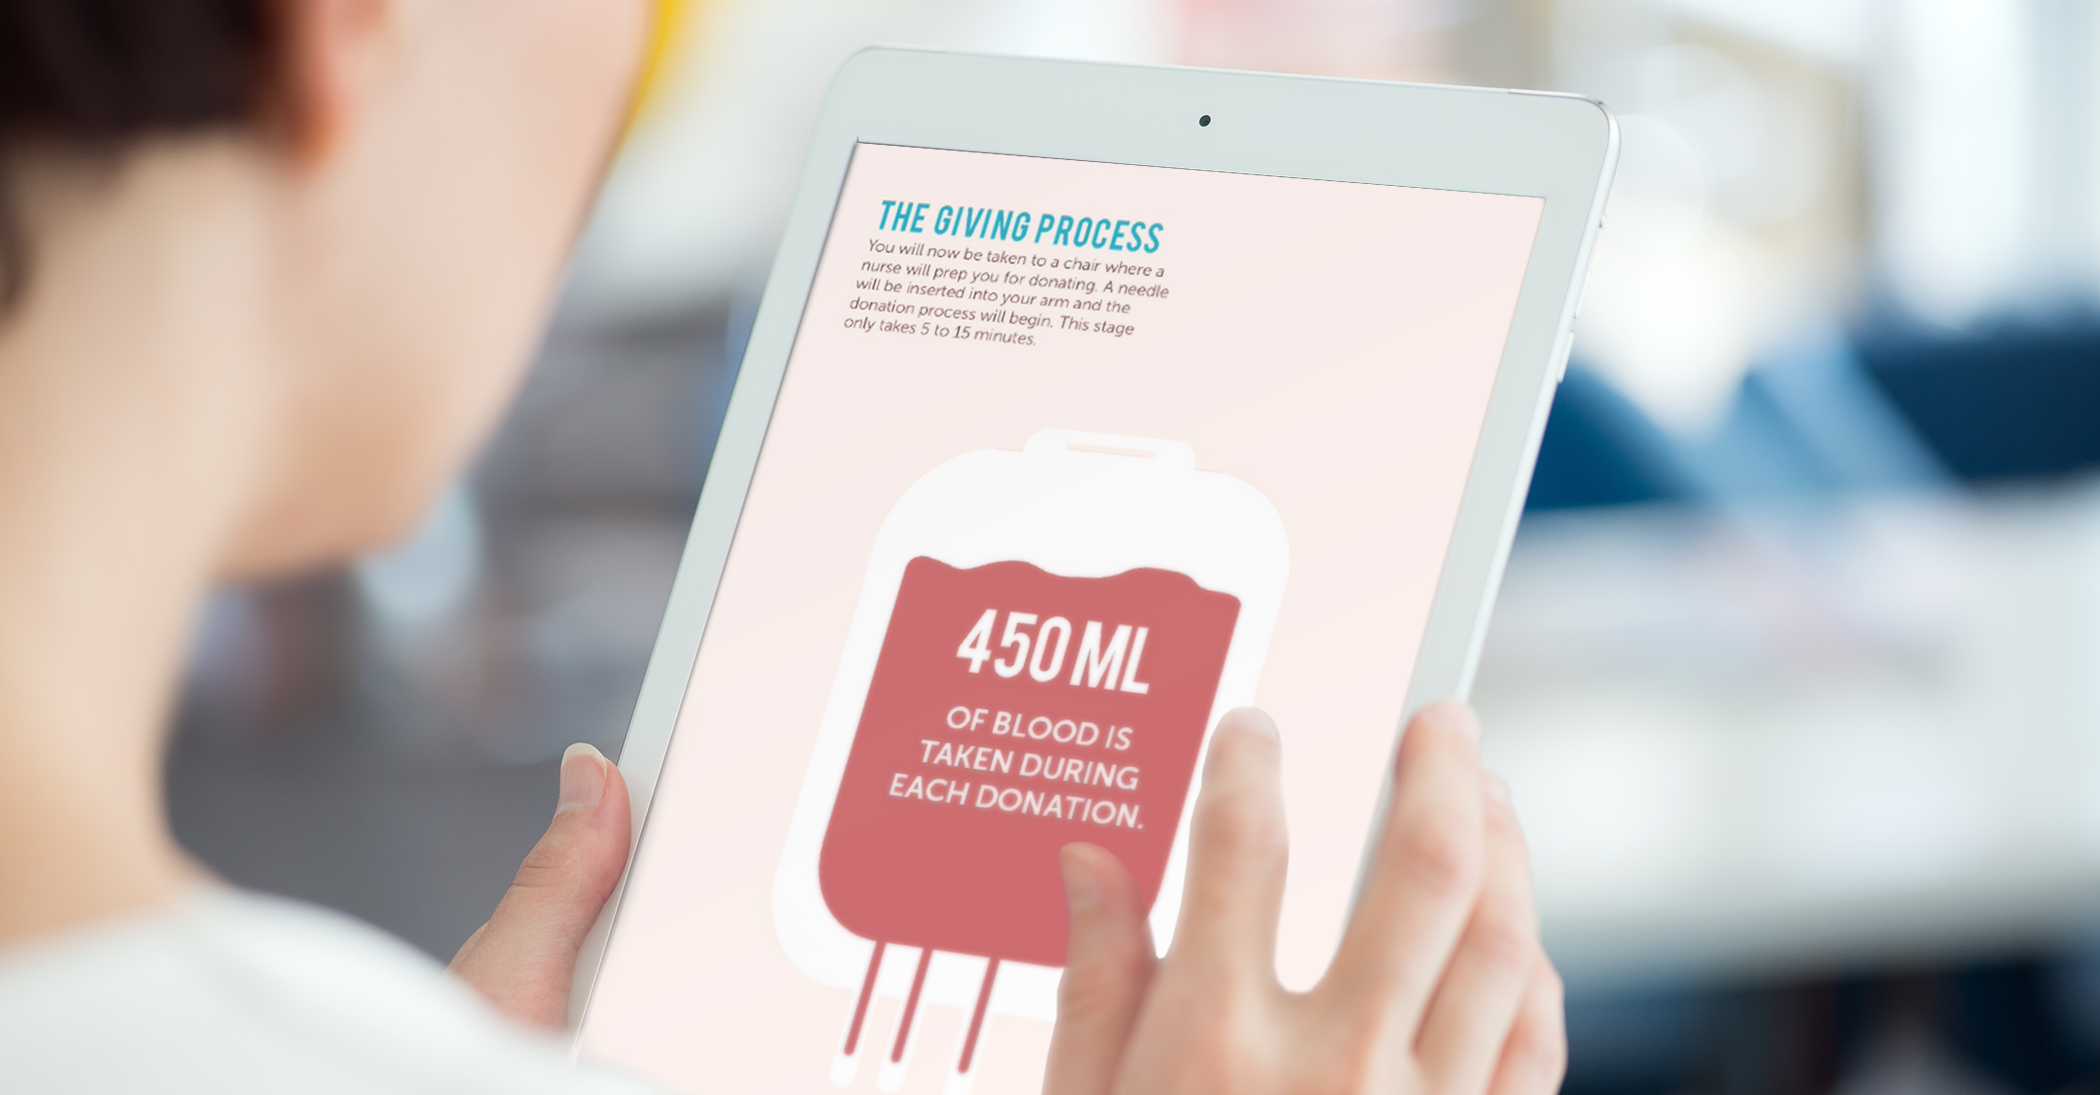 THE GIVING PROCESS
You will now be taken to a chair where a
nurse will prep you for donating. A needle
will be inserted into your arm and the
donation process will begin. This stage
only takes 5 to 15 minutes.
450 ML
OF BLOOD IS
TAKEN DURING
EACH DONATION.